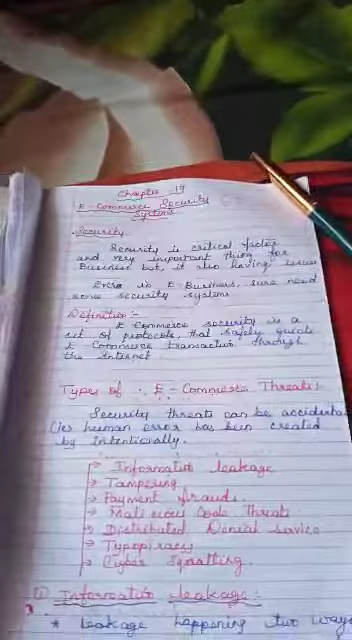 Chapter - 19
E-Commerce Security
Systems
Security
Security is critical factor
and very important thing for
Business but, it also having issues
Even in E-Business, sure need
some security systems
Definition:-
E Commerce security is a
set of protocols, that safely guide
E-Commerce transaction through
the Internet
Types of E-Commerce Threats:
Security threats can be accidental
(ie) human error has been created
by intentionally.
→ Information leakage
→ Tampering
→ Payment frauds.
→ Malicious Code Threats
→ Distributed Denial service
→ Typopiracy
→ Cyber Squatting.
① Information leakage:
* Leakage happening two ways